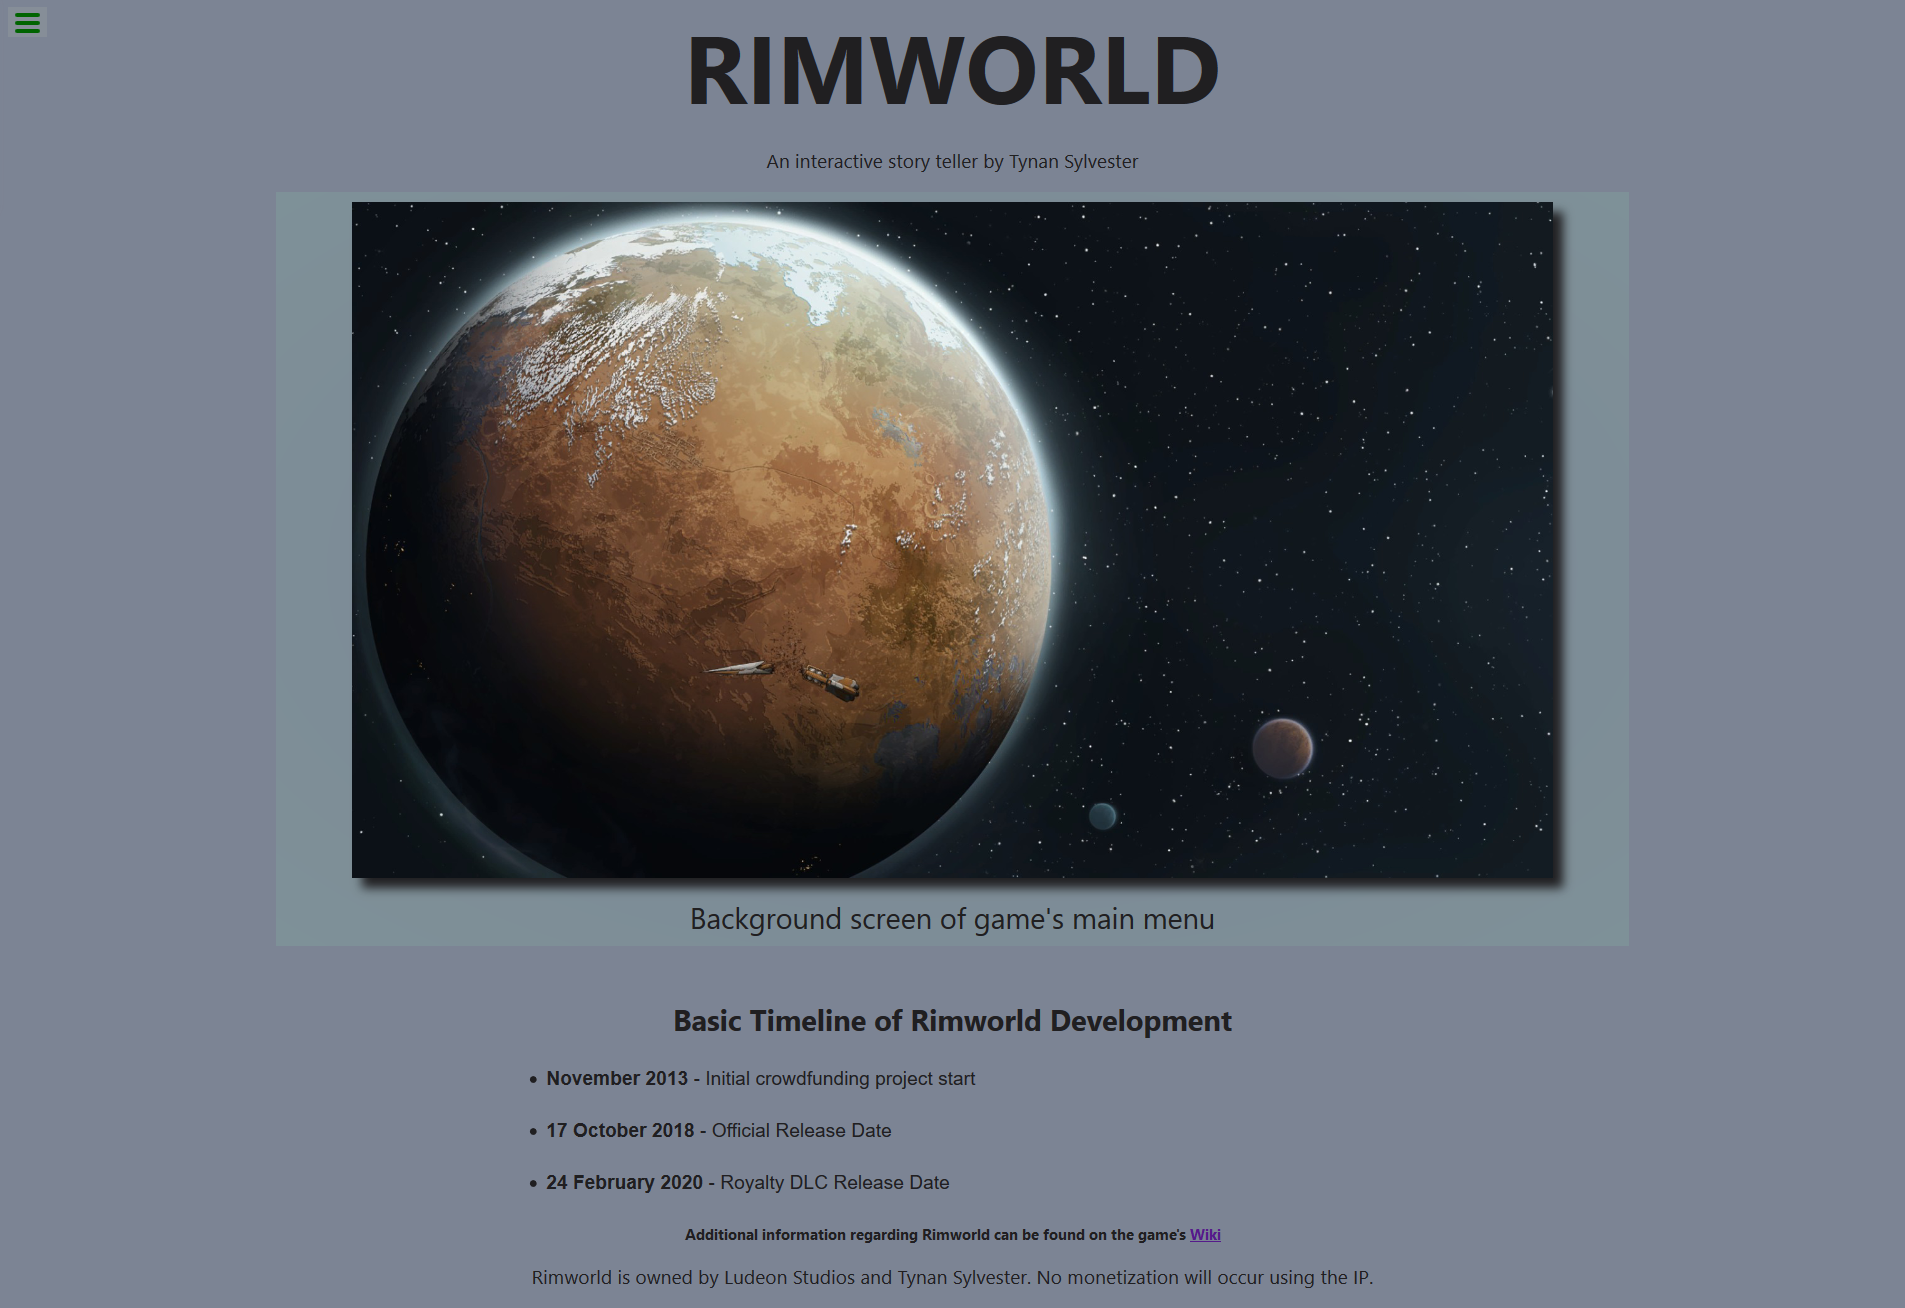 RIMWORLD
An interactive story teller by Tynan Sylvester
Background screen of game's main menu
Basic Timeline of Rimworld Development
November 2013 - Initial crowdfunding project start
17 October 2018 - Official Release Date
24 February 2020 - Royalty DLC Release Date
Additional information regarding Rimworld can be found on the game's Wiki
Rimworld is owned by Ludeon Studios and Tynan Sylvester. No monetization will occur using the IP.